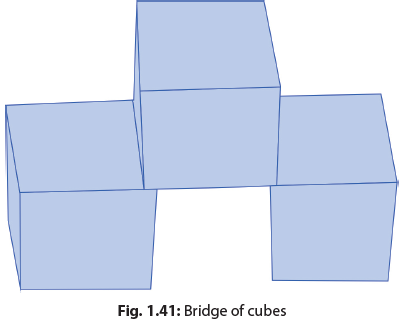 Fig. 1.41: Bridge of cubes